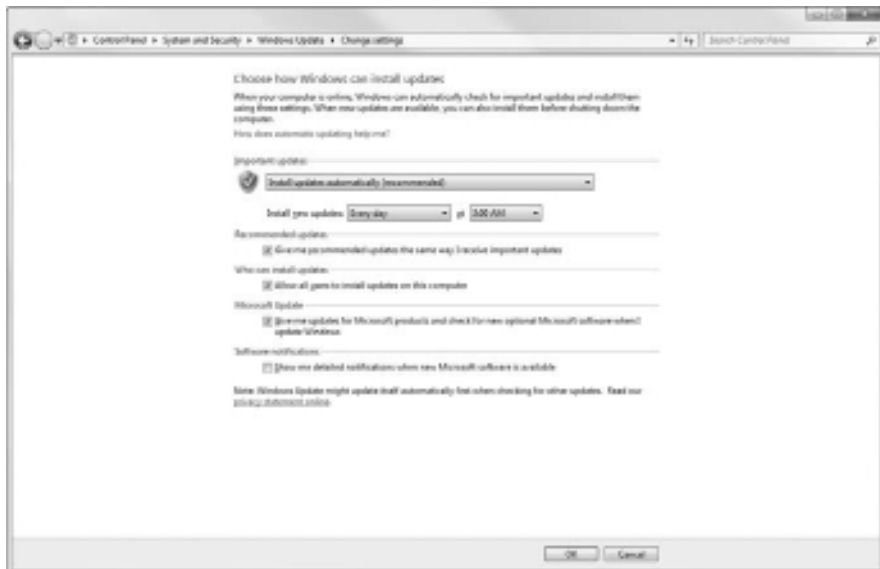 Control Panel ▸ System and Security ▸ Windows Update ▸ Change settings
Search Control Panel
Choose how Windows can install updates
When your computer is online, Windows can automatically check for important updates and install them
using these settings. When new updates are available, you can also install them before shutting down the
computer.
How does automatic updating help me?
Important updates
Install updates automatically (recommended)
Install new updates: Every day at 3:00 AM
Recommended updates
Give me recommended updates the same way I receive important updates
Who can install updates
Allow all users to install updates on this computer
Microsoft Update
Give me updates for Microsoft products and check for new optional Microsoft software when I
update Windows
Software notifications
Show me detailed notifications when new Microsoft software is available
Note: Windows Update might update itself automatically first when checking for other updates. Read our
privacy statement online.
OK Cancel